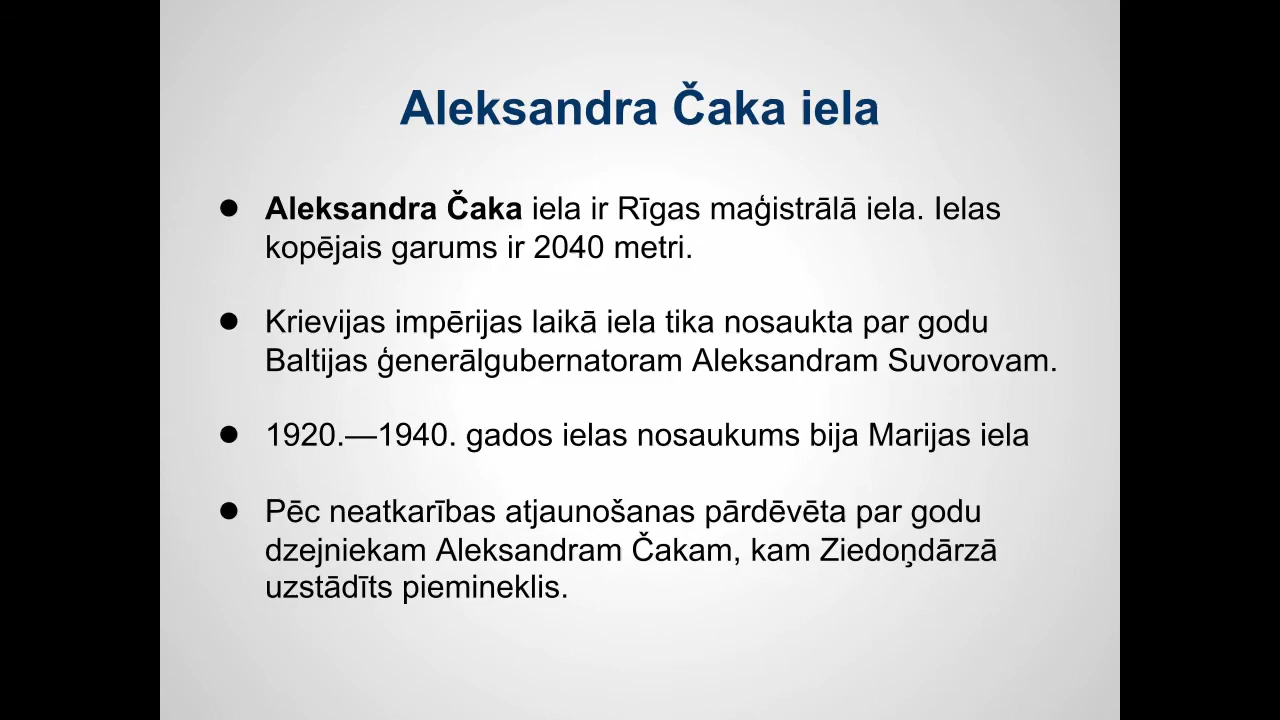 Aleksandra Čaka iela
● Aleksandra Čaka iela ir Rīgas maģistrālā iela. Ielas
kopējais garums ir 2040 metri.
● Krievijas impērijas laikā iela tika nosaukta par godu
Baltijas ģenerālgubernatoram Aleksandram Suvorovam.
● 1920.—1940. gados ielas nosaukums bija Marijas iela
● Pēc neatkarības atjaunošanas pārdēvēta par godu
dzejniekam Aleksandram Čakam, kam Ziedoņdārzā
uzstādīts piemineklis.